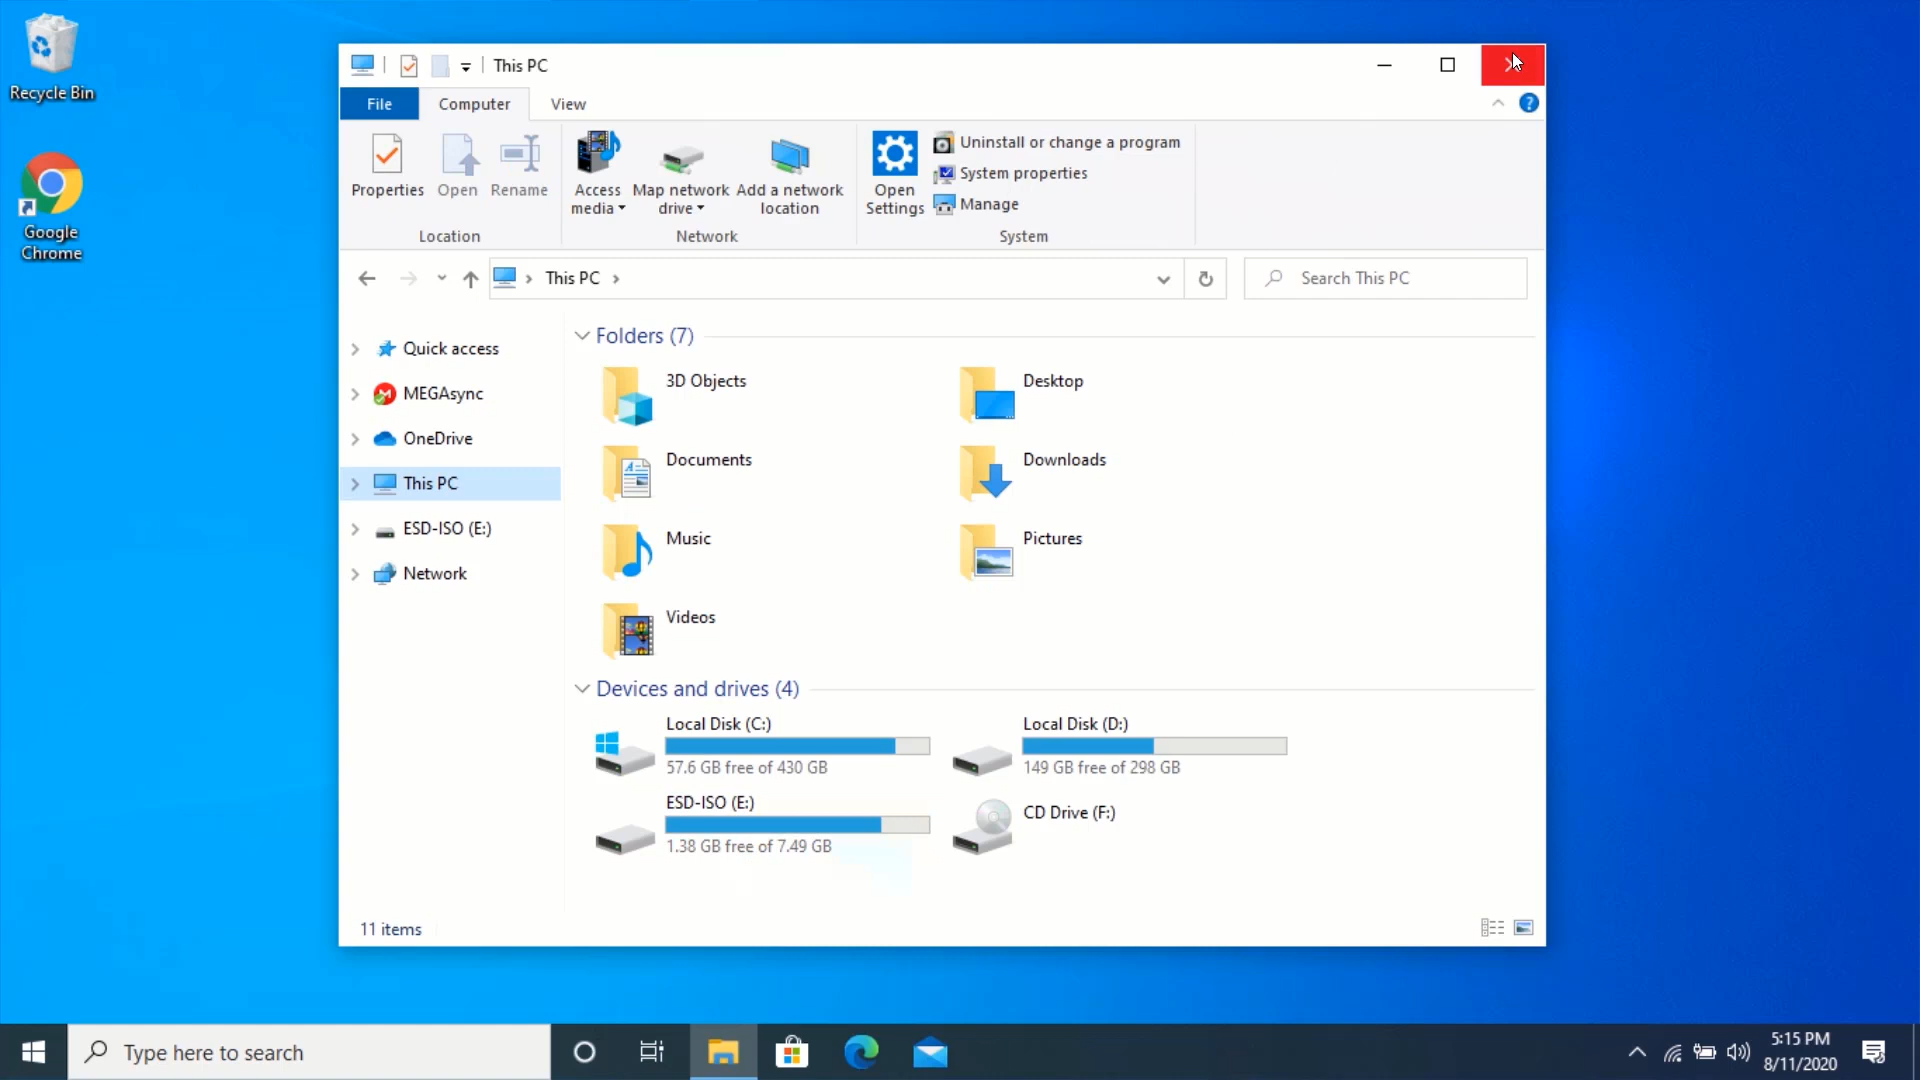 Recycle Bin
Google
Chrome
This PC
File
Computer
View
Properties
Open
Rename
Access
media
Map network
drive
Add a network
location
Open
Settings
Uninstall or change a program
System properties
Manage
Location
Network
System
This PC
Search This PC
Quick access
MEGAsync
OneDrive
This PC
ESD-ISO (E:)
Network
Folders (7)
3D Objects
Desktop
Documents
Downloads
Music
Pictures
Videos
Devices and drives (4)
Local Disk (C:)
57.6 GB free of 430 GB
Local Disk (D:)
149 GB free of 298 GB
ESD-ISO (E:)
1.38 GB free of 7.49 GB
CD Drive (F:)
11 items
Type here to search
5:15 PM
8/11/2020